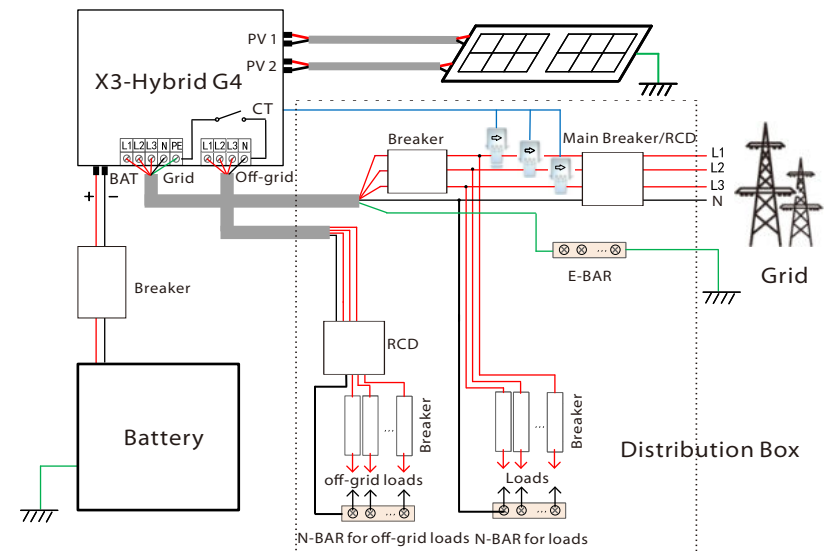 PV 1
PV 2
X3-Hybrid G4
CT
L1 L2 L3 N PE
L1 L2 L3 N
BAT
Grid
Off-grid
+
−
Breaker
Main Breaker/RCD
L1
L2
L3
N
E-BAR
Grid
Breaker
RCD
Battery
...
Breaker
...
Breaker
off-grid loads
Loads
Distribution Box
...
...
N-BAR for off-grid loads
N-BAR for loads
...